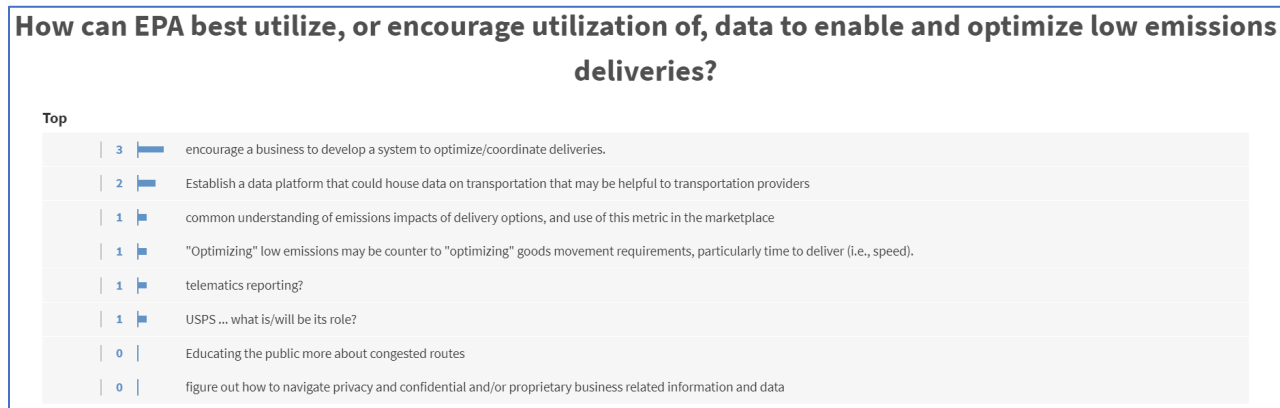 How can EPA best utilize, or encourage utilization of, data to enable and optimize low emissions
deliveries?
Top
3 encourage a business to develop a system to optimize/coordinate deliveries.
2 Establish a data platform that could house data on transportation that may be helpful to transportation providers
1 common understanding of emissions impacts of delivery options, and use of this metric in the marketplace
1 "Optimizing" low emissions may be counter to "optimizing" goods movement requirements, particularly time to deliver (i.e., speed).
1 telematics reporting?
1 USPS ... what is/will be its role?
0 Educating the public more about congested routes
0 figure out how to navigate privacy and confidential and/or proprietary business related information and data